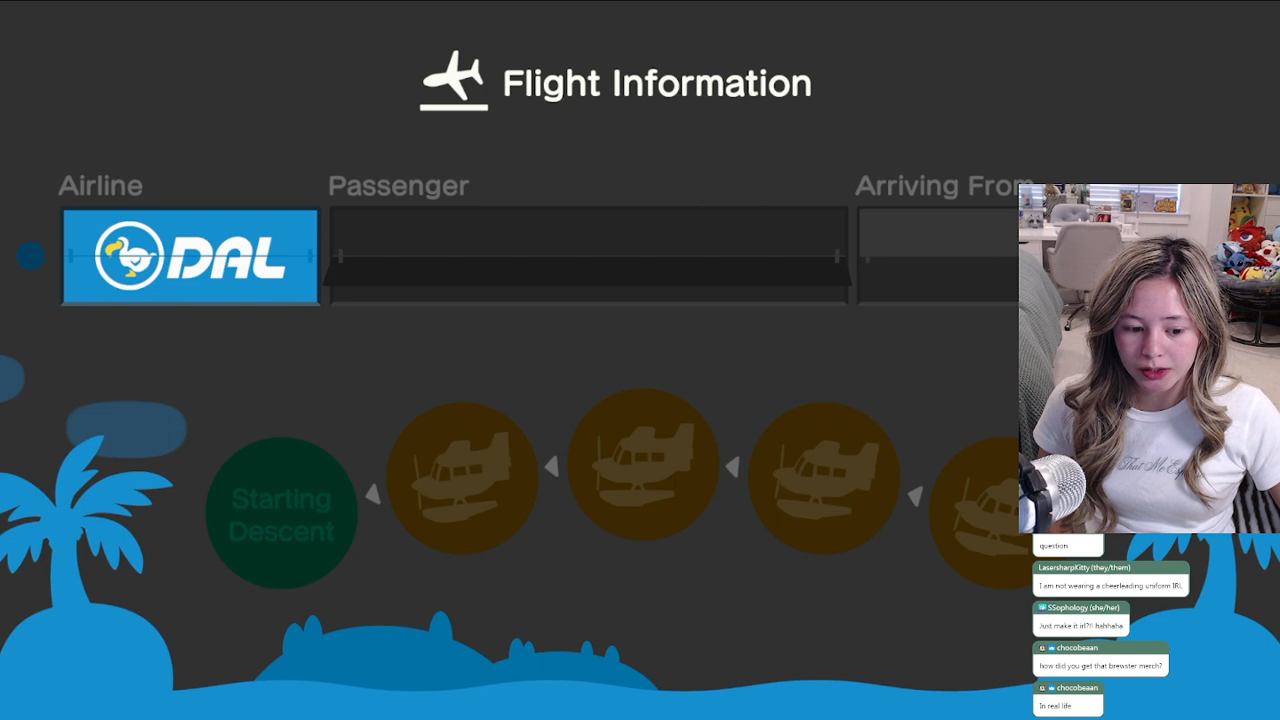 Flight Information
Airline
Passenger
Arriving From
DAL
Starting
Descent
That Me
question
LasersharpKitty (they/them)
I am not wearing a cheerleading uniform IRL
SSophology (she/her)
Just make it irl?!! hahhaha
chocobeaan
how did you get that brewster merch?
chocobeaan
In real life